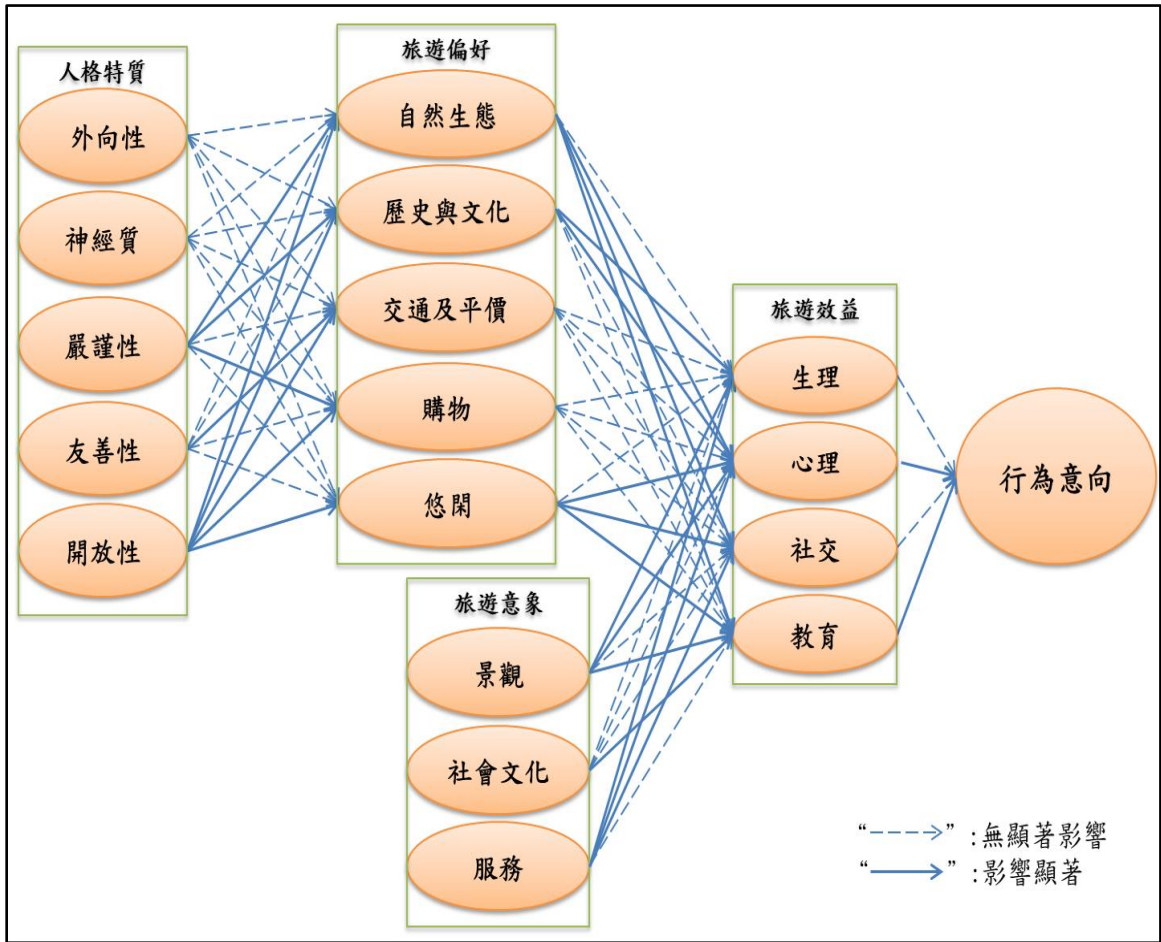 人格特質
外向性
神經質
嚴謹性
友善性
開放性
旅遊偏好
自然生態
歷史與文化
交通及平價
購物
悠閑
旅遊意象
景觀
社會文化
服務
旅遊效益
生理
心理
社交
教育
行為意向
“ ” :無顯著影響
“ ” :影響顯著